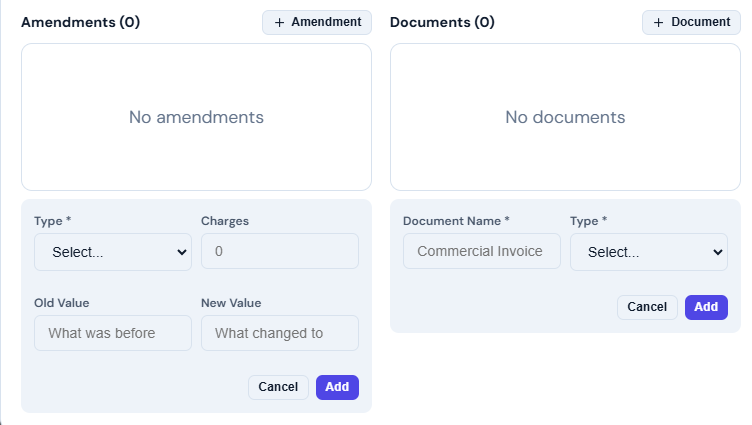 Amendments (0)
+ Amendment
No amendments
Type *
Charges
Select...
0
Old Value
New Value
What was before
What changed to
Cancel
Add
Documents (0)
+ Document
No documents
Document Name *
Type *
Commercial Invoice
Select...
Cancel
Add